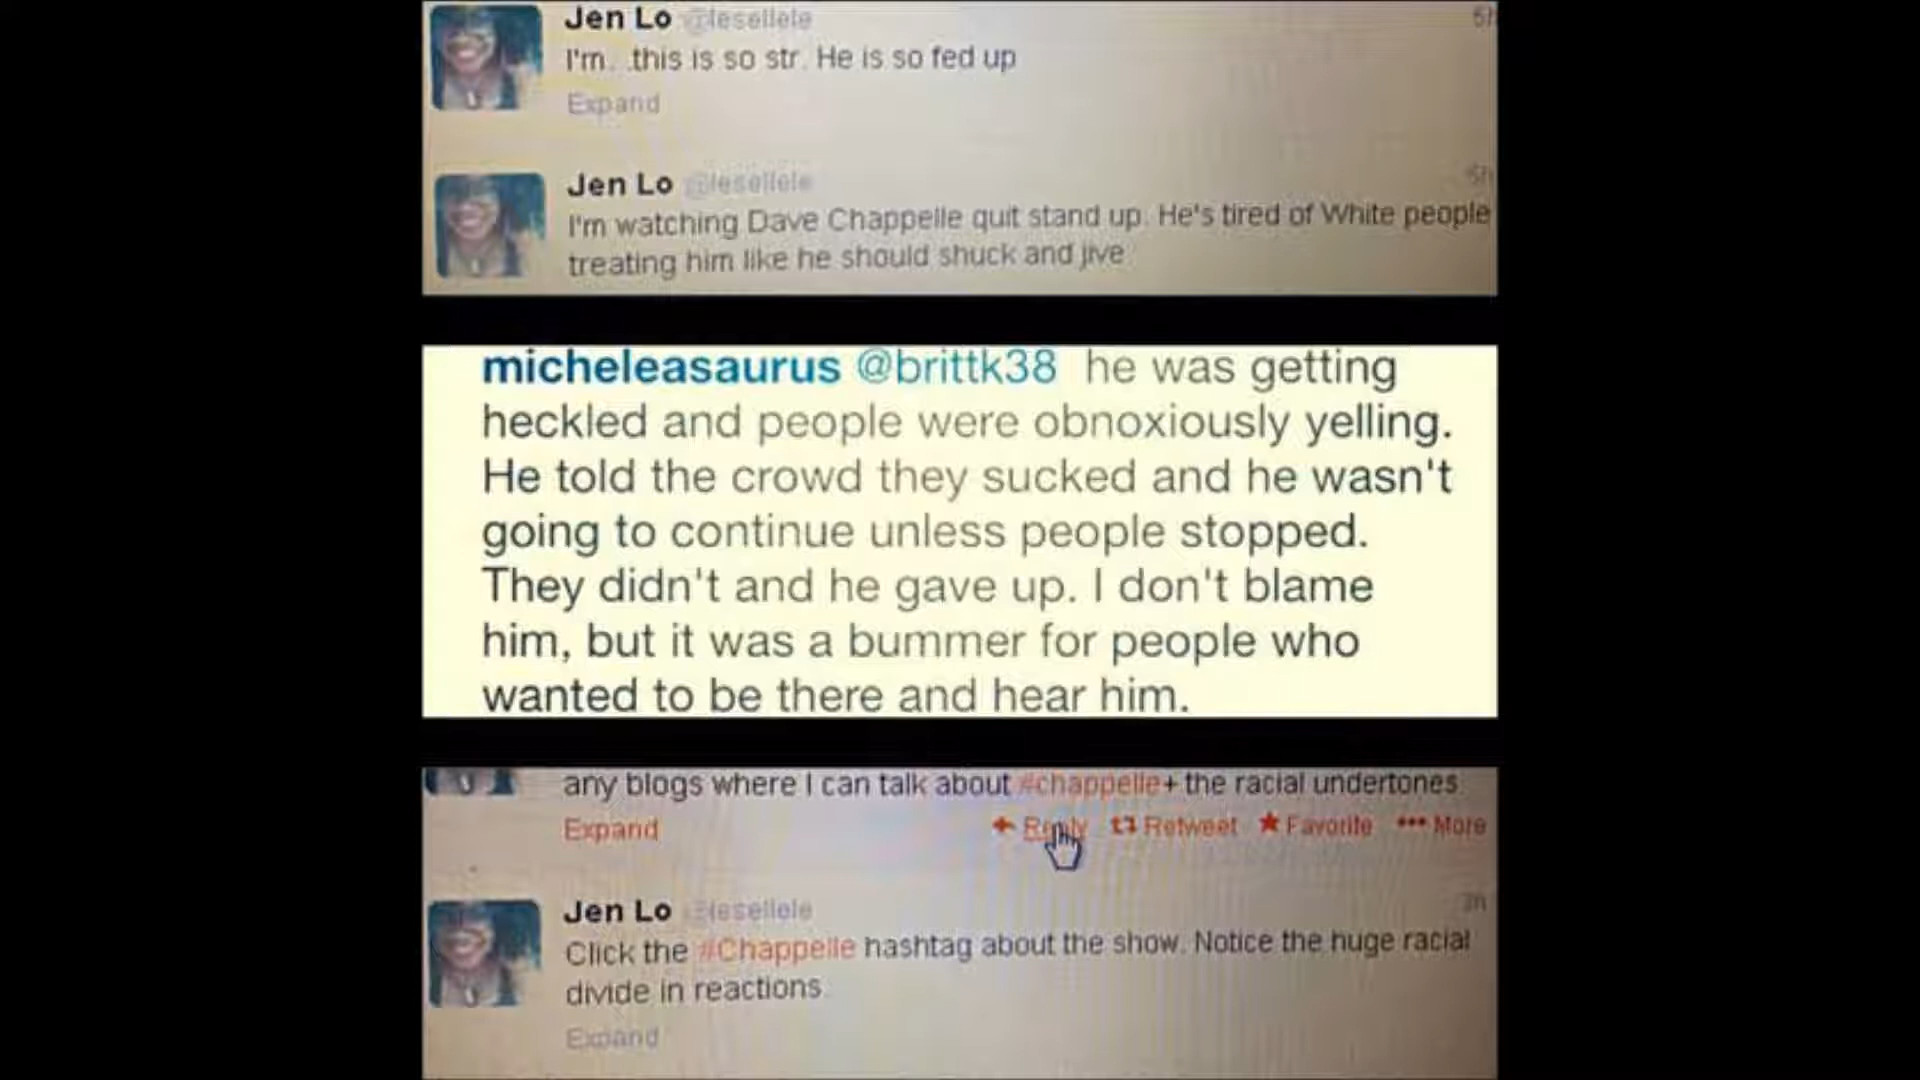 Jen Lo @lesellele 5h
I'm. .this is so str. He is so fed up
Expand
Jen Lo @lesellele 5h
I'm watching Dave Chappelle quit stand up. He's tired of White people
treating him like he should shuck and jive
micheleasaurus @brittk38 he was getting
heckled and people were obnoxiously yelling.
He told the crowd they sucked and he wasn't
going to continue unless people stopped.
They didn't and he gave up. I don't blame
him, but it was a bummer for people who
wanted to be there and hear him.
any blogs where I can talk about #chappelle+ the racial undertones
Expand Reply Retweet Favorite More
Jen Lo @lesellele
Click the #Chappelle hashtag about the show. Notice the huge racial
divide in reactions.
Expand